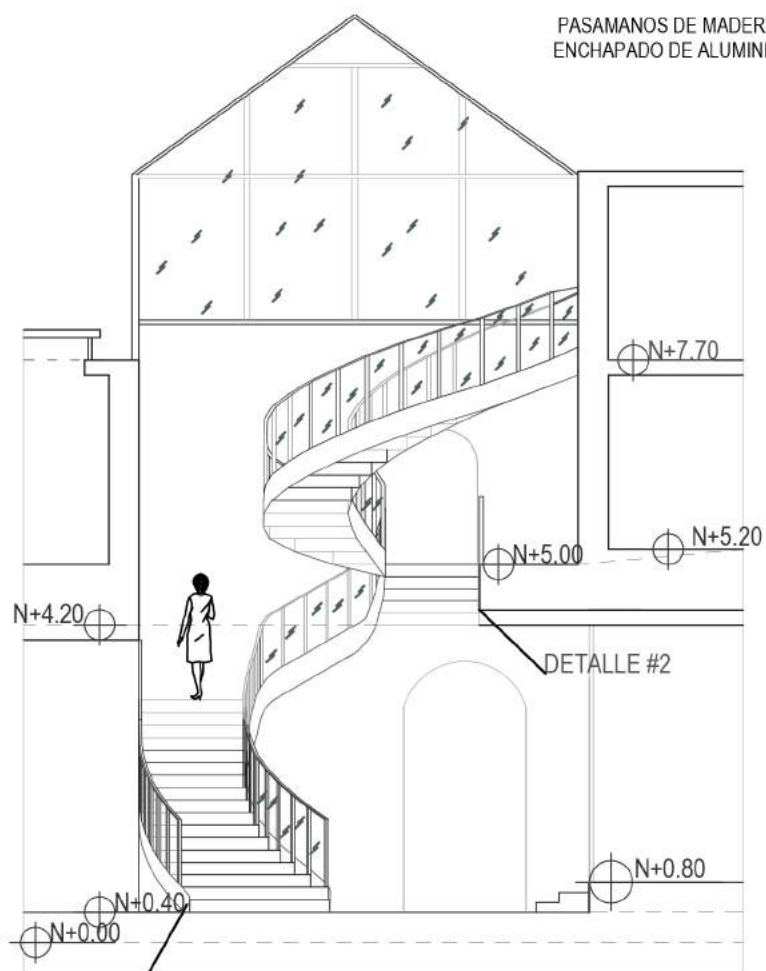 PASAMANOS DE MADER
ENCHAPADO DE ALUMINI
N+7.70
N+5.20
N+5.00
N+4.20
DETALLE #2
N+0.80
N+0.40
N+0.00